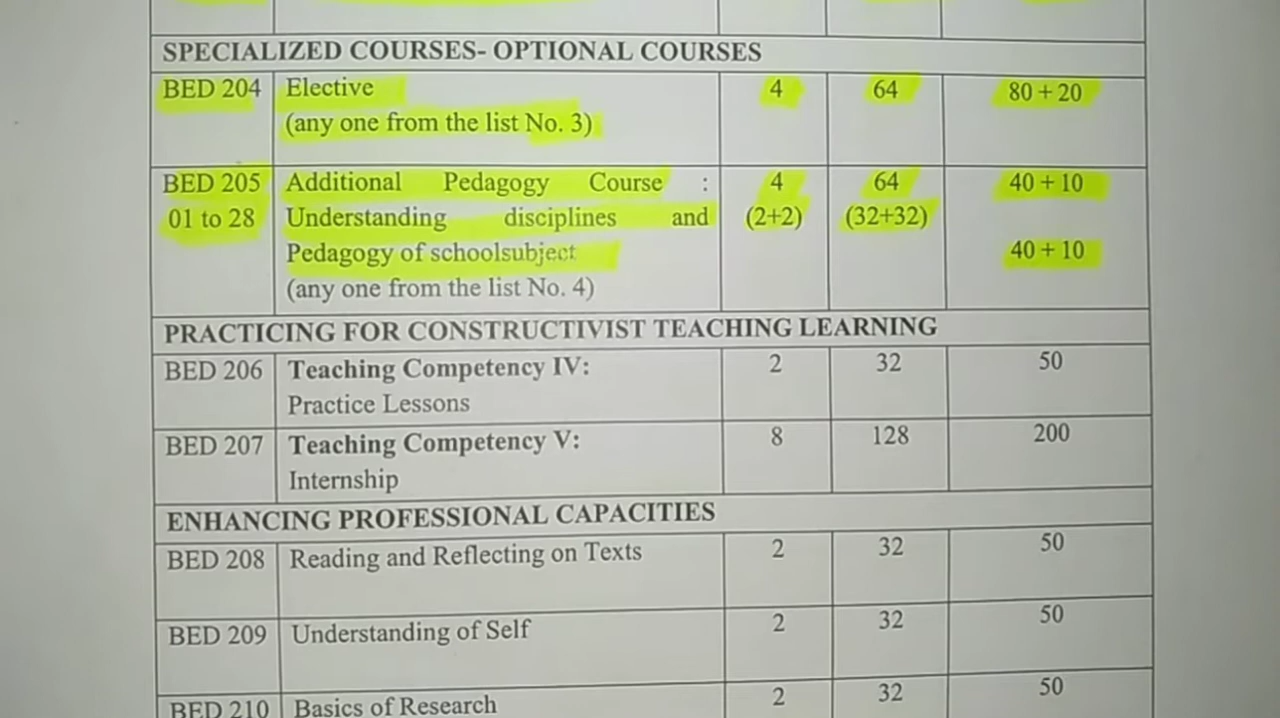 SPECIALIZED COURSES- OPTIONAL COURSES
BED 204 Elective 4 64 80 + 20
(any one from the list No. 3)
BED 205 Additional Pedagogy Course : 4 64 40 + 10
01 to 28 Understanding disciplines and (2+2) (32+32)
Pedagogy of schoolsubject 40 + 10
(any one from the list No. 4)
PRACTICING FOR CONSTRUCTIVIST TEACHING LEARNING
BED 206 Teaching Competency IV: 2 32 50
Practice Lessons
BED 207 Teaching Competency V: 8 128 200
Internship
ENHANCING PROFESSIONAL CAPACITIES
BED 208 Reading and Reflecting on Texts 2 32 50
BED 209 Understanding of Self 2 32 50
BED 210 Basics of Research 2 32 50